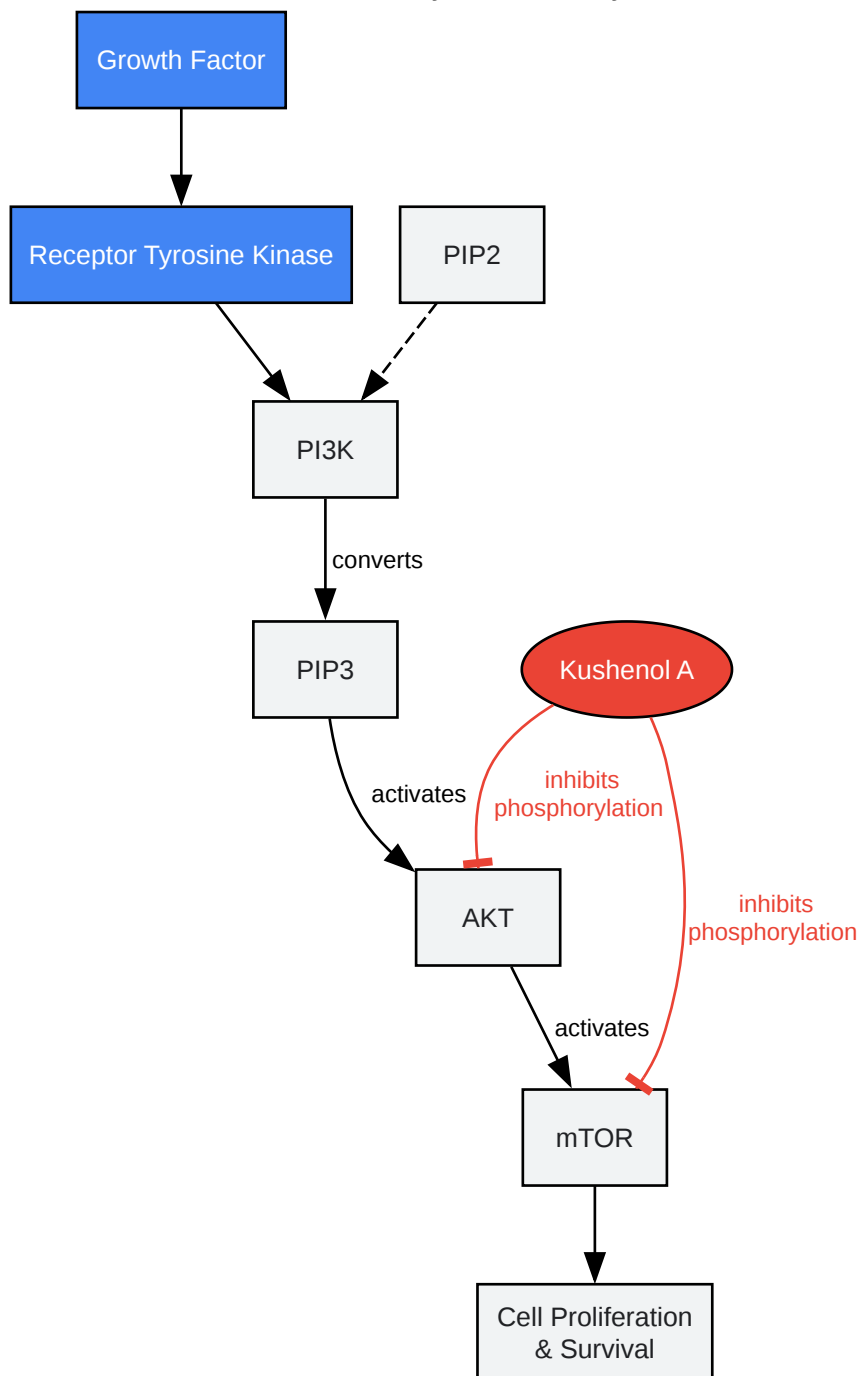 Growth Factor
Receptor Tyrosine Kinase
PIP2
PI3K
converts
PIP3
Kushenol A
activates
inhibits
phosphorylation
AKT
inhibits
phosphorylation
activates
mTOR
Cell Proliferation
& Survival